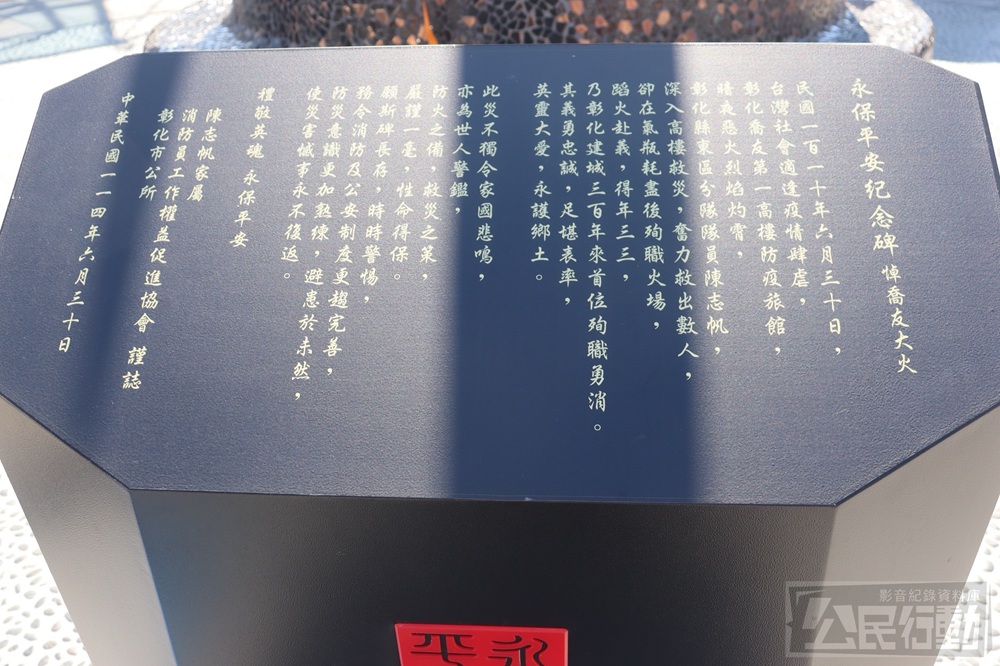 永保平安紀念碑 悼喬友大火
民國一百一十年六月三十日，
台灣社會適逢疫情肆虐，
彰化喬友第一高樓防疫旅館，
暗夜惡火烈焰灼霄，
彰化縣東區分隊隊員陳志帆，
深入高樓救災，奮力救出數人，
卻在氣瓶耗盡後殉職火場，
蹈火赴義，得年三三，
乃彰化建城三百年來首位殉職勇消。
其義勇忠誠，足堪表率，
英靈大愛，永護鄉土。
此災不獨令家國悲鳴，
亦為世人警鑑，
防火之備，救災之策，
嚴謹一毫，性命得保。
願斯碑長存，時時警惕，
務令消防及公安制度更趨完善，
防災意識更加熟練，避患於未然，
使災害憾事永不復返。
禮敬英魂 永保平安
陳志帆家屬
消防員工作權益促進協會 謹誌
彰化市公所
中華民國一一四年六月三十日
永
平
影音紀錄資料庫
公民行動